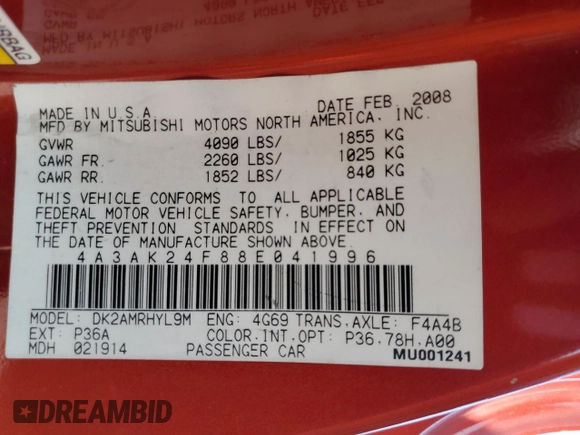 RBAG
MADE IN U.S.A DATE FEB. 2008
MFD BY MITSUBISHI MOTORS NORTH AMERICA, INC.
GVWR 4090 LBS/ 1855 KG
GAWR FR. 2260 LBS/ 1025 KG
GAWR RR. 1852 LBS/ 840 KG
THIS VEHICLE CONFORMS TO ALL APPLICABLE
FEDERAL MOTOR VEHICLE SAFETY, BUMPER, AND
THEFT PREVENTION STANDARDS IN EFFECT ON
THE DATE OF MANUFACTURE SHOWN ABOVE.
4A3AK24F88E041996
MODEL: DK2AMRHYL9M ENG: 4G69 TRANS.AXLE: F4A4B
EXT: P36A COLOR.INT.OPT: P36.78H.A00
MDH 021914 PASSENGER CAR MU001241
DREAMBID